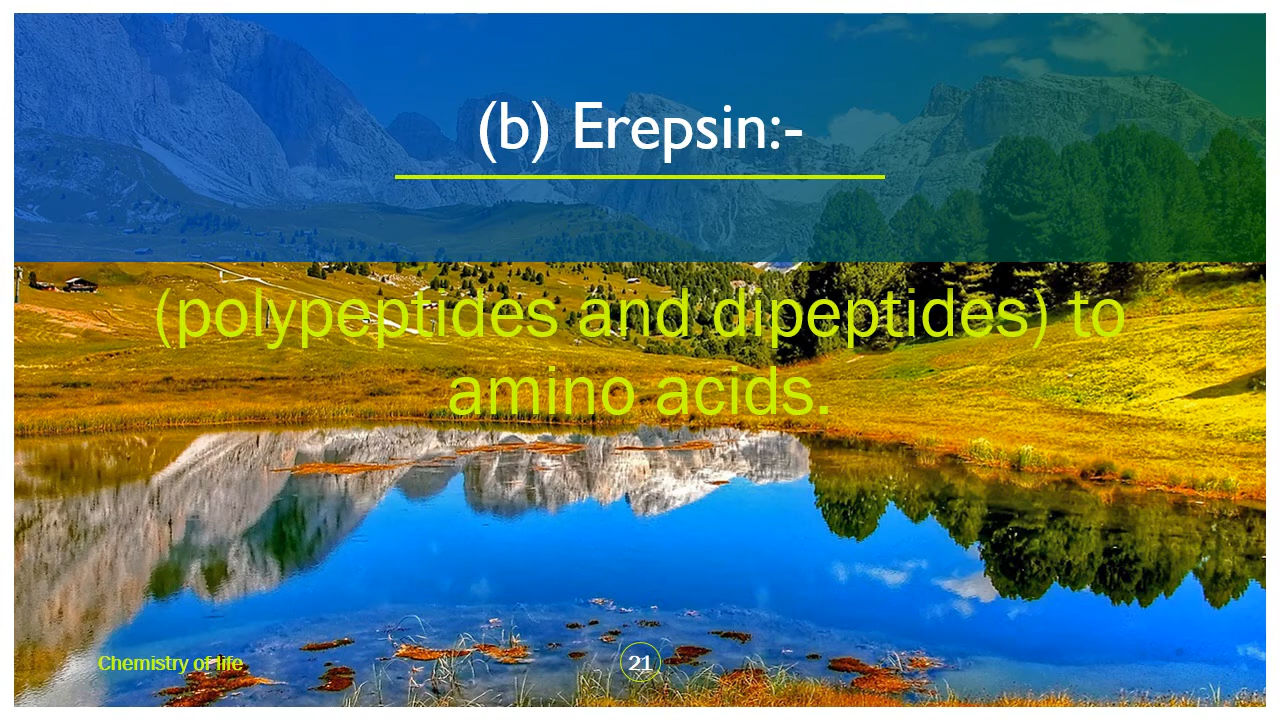 (b) Erepsin:-
(polypeptides and dipeptides) to
amino acids.
Chemistry of life
21